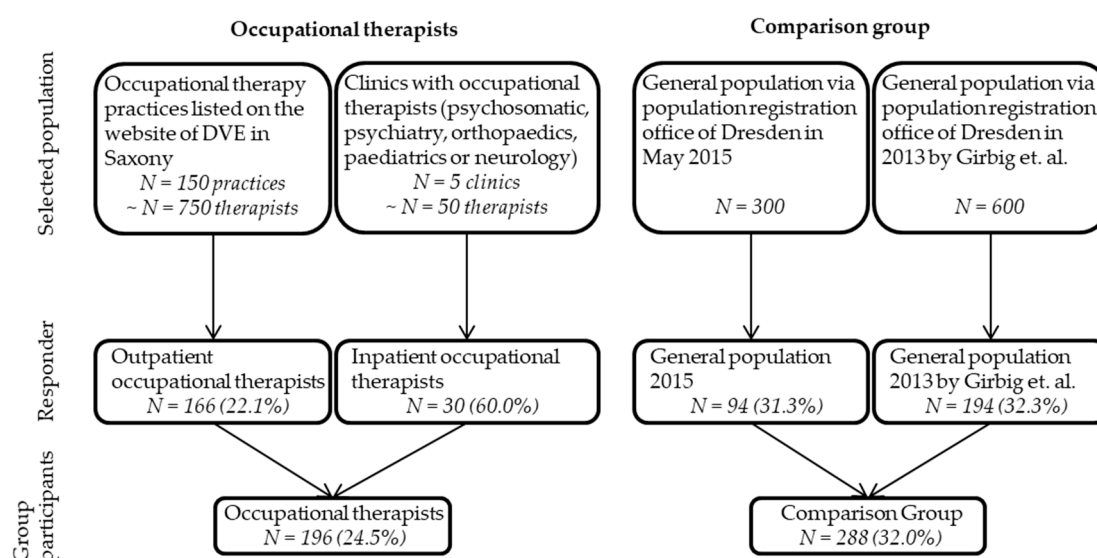 Occupational therapists
Comparison group
Selected population
Occupational therapy
practices listed on the
website of DVE in
Saxony
N = 150 practices
~ N = 750 therapists
Clinics with occupational
therapists (psychosomatic,
psychiatry, orthopaedics,
paediatrics or neurology)
N = 5 clinics
~ N = 50 therapists
General population via
population registration
office of Dresden in
May 2015
N = 300
General population via
population registration
office of Dresden in
2013 by Girbig et. al.
N = 600
Responder
Outpatient
occupational therapists
N = 166 (22.1%)
Inpatient occupational
therapists
N = 30 (60.0%)
General population
2015
N = 94 (31.3%)
General population
2013 by Girbig et. al.
N = 194 (32.3%)
Group
participants
Occupational therapists
N = 196 (24.5%)
Comparison Group
N = 288 (32.0%)